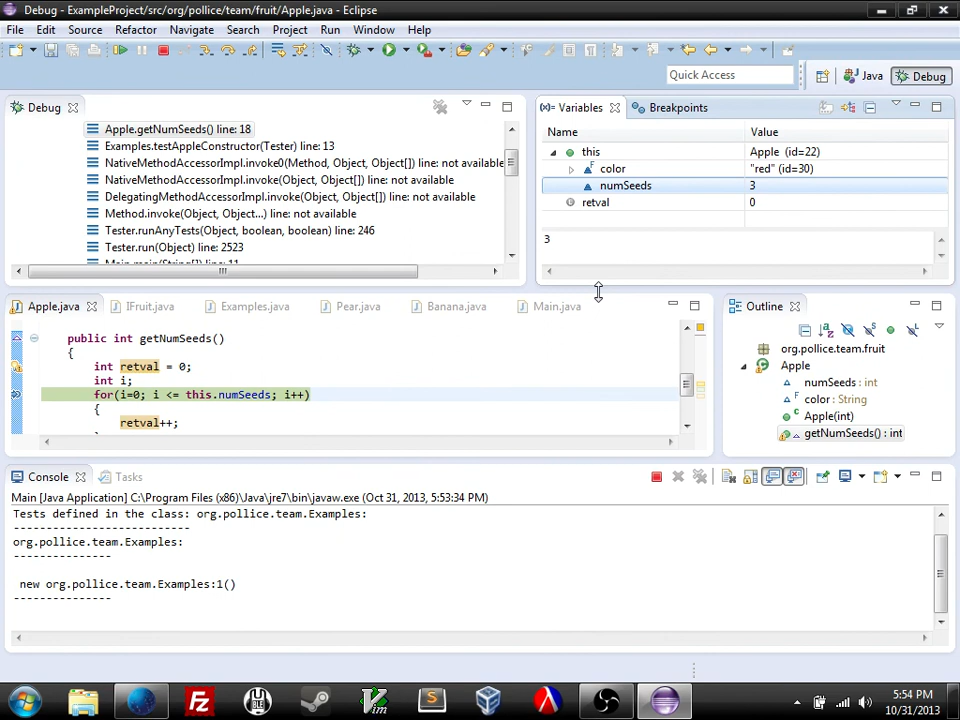 Debug - ExampleProject/src/org/pollice/team/fruit/Apple.java - Eclipse
File Edit Source Refactor Navigate Search Project Run Window Help
Quick Access
Java
Debug
Debug
Apple.getNumSeeds() line: 18
Examples.testAppleConstructor(Tester) line: 13
NativeMethodAccessorImpl.invoke0(Method, Object, Object[]) line: not available
NativeMethodAccessorImpl.invoke(Object, Object[]) line: not available
DelegatingMethodAccessorImpl.invoke(Object, Object[]) line: not available
Method.invoke(Object, Object...) line: not available
Tester.runAnyTests(Object, boolean, boolean) line: 246
Tester.run(Object) line: 2523
Main.main(String[]) line: 11
(x)= Variables
Breakpoints
Name Value
this Apple (id=22)
color "red" (id=30)
numSeeds 3
retval 0
3
Apple.java IFruit.java Examples.java Pear.java Banana.java Main.java
public int getNumSeeds()
{
int retval = 0;
int i;
for(i=0; i <= this.numSeeds; i++)
{
retval++;
Outline
org.pollice.team.fruit
Apple
numSeeds : int
color : String
Apple(int)
getNumSeeds() : int
Console Tasks
Main [Java Application] C:\Program Files (x86)\Java\jre7\bin\javaw.exe (Oct 31, 2013, 5:53:34 PM)
Tests defined in the class: org.pollice.team.Examples:
--------------------------
org.pollice.team.Examples:
---------------
new org.pollice.team.Examples:1()
---------------
5:54 PM
10/31/2013